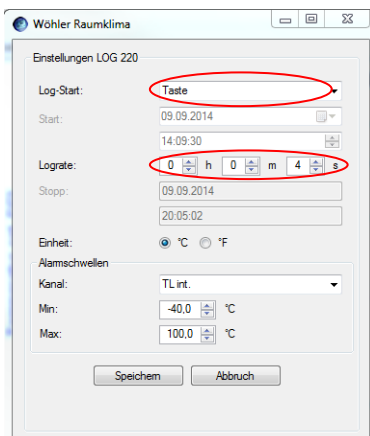 Wöhler Raumklima
Einstellungen LOG 220
Log-Start: Taste
Start: 09.09.2014
14:09:30
Lograte: 0 h 0 m 4 s
Stopp: 09.09.2014
20:05:02
Einheit: °C °F
Alarmschwellen
Kanal: TL int.
Min: -40,0 °C
Max: 100,0 °C
Speichern Abbruch